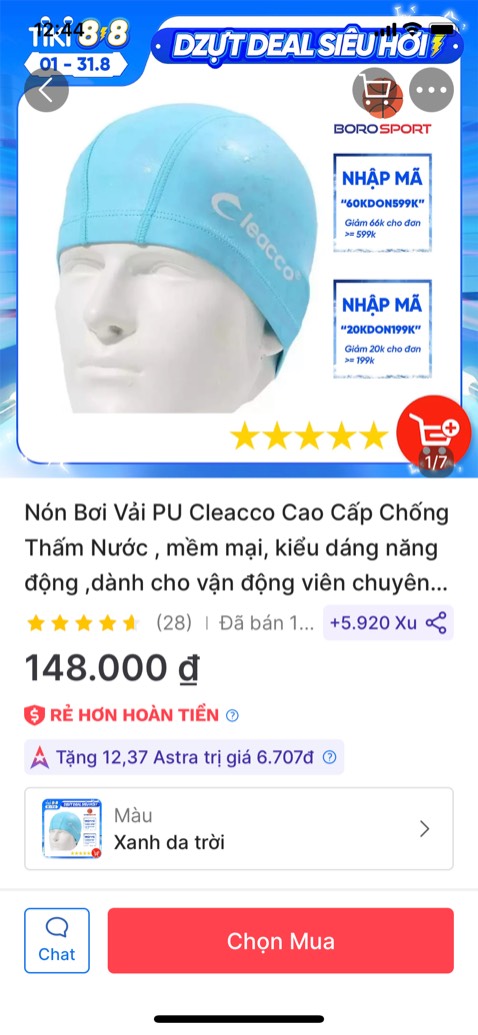 12:44
TIKI 8.8
DZỰT DEAL SIÊU HỜI
01 - 31.8
BOROSPORT
NHẬP MÃ
"60KDON599K"
Giảm 66k cho đơn
>= 599k
NHẬP MÃ
"20KDON199K"
Giảm 20k cho đơn
>= 199k
Cleacco®
1/7
Nón Bơi Vải PU Cleacco Cao Cấp Chống
Thấm Nước , mềm mại, kiểu dáng năng
động ,dành cho vận động viên chuyên...
(28) Đã bán 1... +5.920 Xu
148.000 ₫
RẺ HƠN HOÀN TIỀN ?
Tặng 12,37 Astra trị giá 6.707đ ?
Màu
Xanh da trời
Chat
Chọn Mua